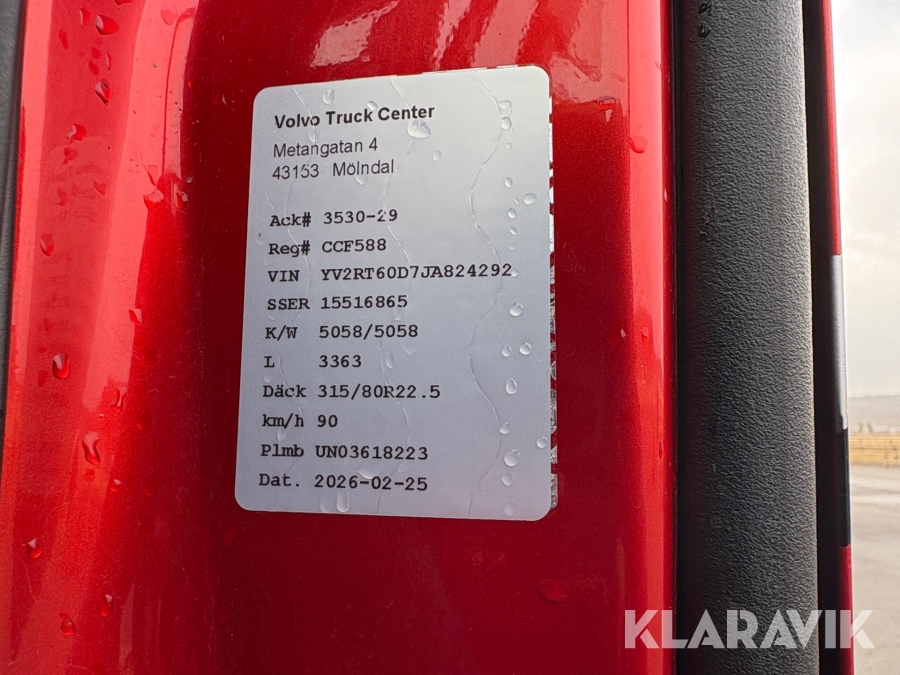 Volvo Truck Center
Metangatan 4
43153 Mölndal
Ack# 3530-29
Reg# CCF588
VIN YV2RT60D7JA824292
SSER 15516865
K/W 5058/5058
L 3363
Däck 315/80R22.5
km/h 90
Plmb UN03618223
Dat. 2026-02-25
KLARAVIK